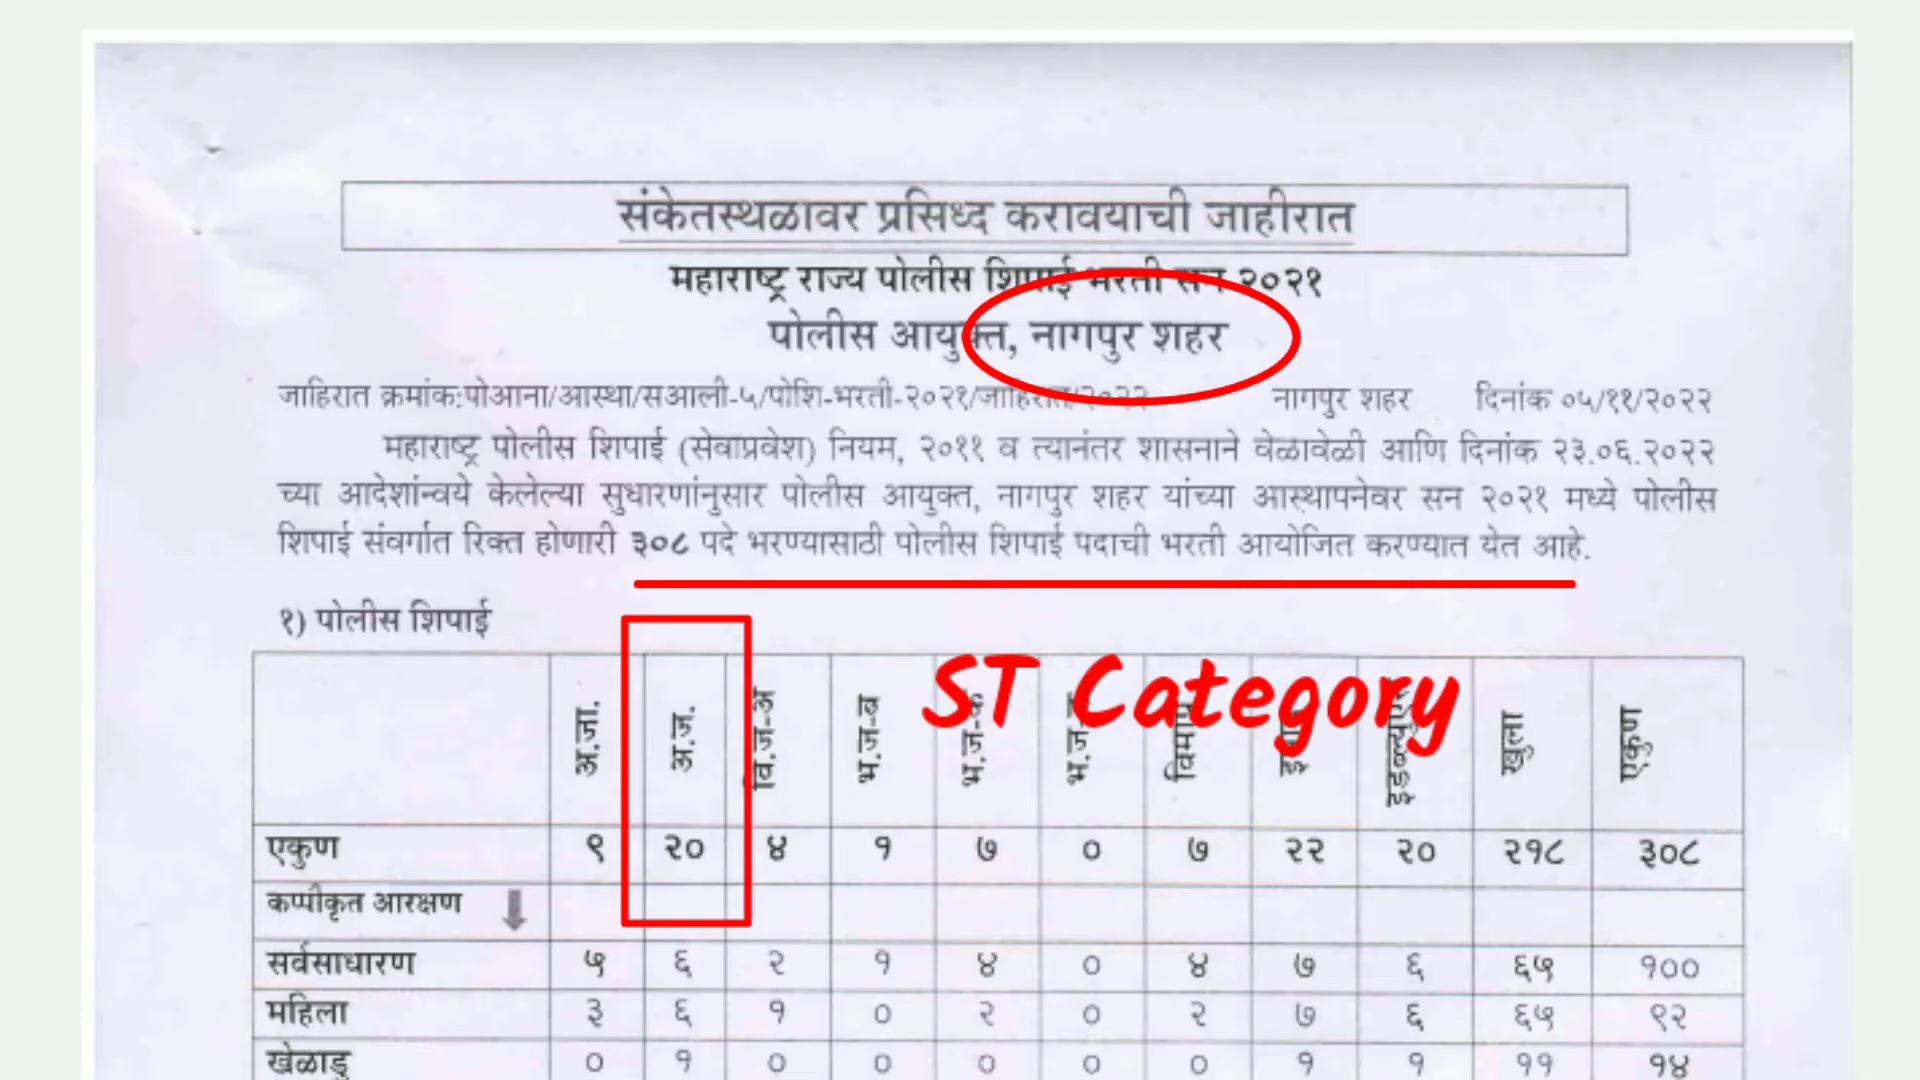 संकेतस्थळावर प्रसिध्द करावयाची जाहीरात
महाराष्ट्र राज्य पोलीस शिपाई भरती सन २०२१
पोलीस आयुक्त, नागपुर शहर
जाहिरात क्रमांक:पोआना/आस्था/सआली-५/पोशि-भरती-२०२१/जाहिरात/२०२२ नागपुर शहर दिनांक ०५/११/२०२२
महाराष्ट्र पोलीस शिपाई (सेवाप्रवेश) नियम, २०११ व त्यानंतर शासनाने वेळावेळी आणि दिनांक २३.०६.२०२२
च्या आदेशांन्वये केलेल्या सुधारणांनुसार पोलीस आयुक्त, नागपुर शहर यांच्या आस्थापनेवर सन २०२१ मध्ये पोलीस
शिपाई संवर्गात रिक्त होणारी ३०८ पदे भरण्यासाठी पोलीस शिपाई पदाची भरती आयोजित करण्यात येत आहे.
१) पोलीस शिपाई
ST Category
अ.जा. अ.ज. वि.ज-अ भ.ज-ब भ.ज-क खुला एकुण
एकुण ९ २० ४ १ ७ ० ७ २२ २० २१८ ३०८
कप्पीकृत आरक्षण
सर्वसाधारण ५ ६ २ १ ४ ० ४ ७ ६ ६५ १००
महिला ३ ६ १ ० २ ० २ ७ ६ ६५ ९२
खेळाडु ० १ ० ० ० ० ० १ १ ११ १४